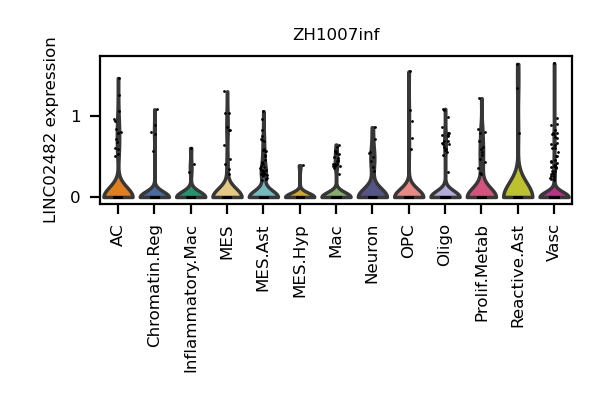 ZH1007inf
LINC02482 expression
1
0
AC
Chromatin.Reg
Inflammatory.Mac
MES
MES.Ast
MES.Hyp
Mac
Neuron
OPC
Oligo
Prolif.Metab
Reactive.Ast
Vasc